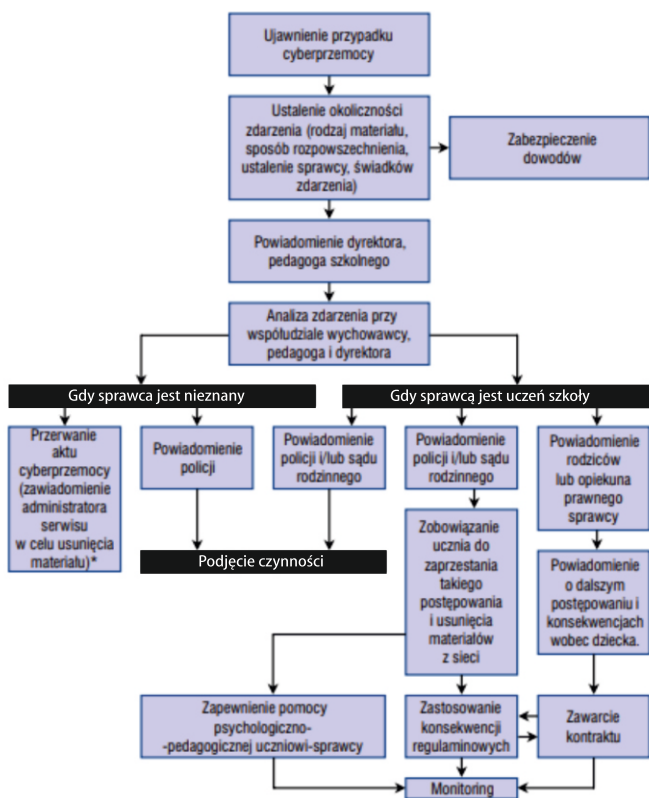 Ujawnienie przypadku
cyberprzemocy
Ustalenie okoliczności
zdarzenia (rodzaj materiału,
sposób rozpowszechnienia,
ustalenie sprawcy, świadków
zdarzenia)
Zabezpieczenie
dowodów
Powiadomienie dyrektora,
pedagoga szkolnego
Analiza zdarzenia przy
współudziale wychowawcy,
pedagoga i dyrektora
Gdy sprawca jest nieznany
Gdy sprawcą jest uczeń szkoły
Przerwanie
aktu
cyberprzemocy
(zawiadomienie
administratora
serwisu
w celu usunięcia
materiału)*
Powiadomienie
policji
Powiadomienie
policji i/lub sądu
rodzinnego
Powiadomienie
policji i/lub sądu
rodzinnego
Powiadomienie
rodziców
lub opiekuna
prawnego
sprawcy
Podjęcie czynności
Zobowiązanie
ucznia do
zaprzestania
takiego
postępowania
i usunięcia
materiałów
z sieci
Powiadomienie
o dalszym
postępowaniu i
konsekwencjach
wobec dziecka.
Zapewnienie pomocy
psychologiczno-
-pedagogicznej uczniowi-sprawcy
Zastosowanie
konsekwencji
regulaminowych
Zawarcie
kontraktu
Monitoring